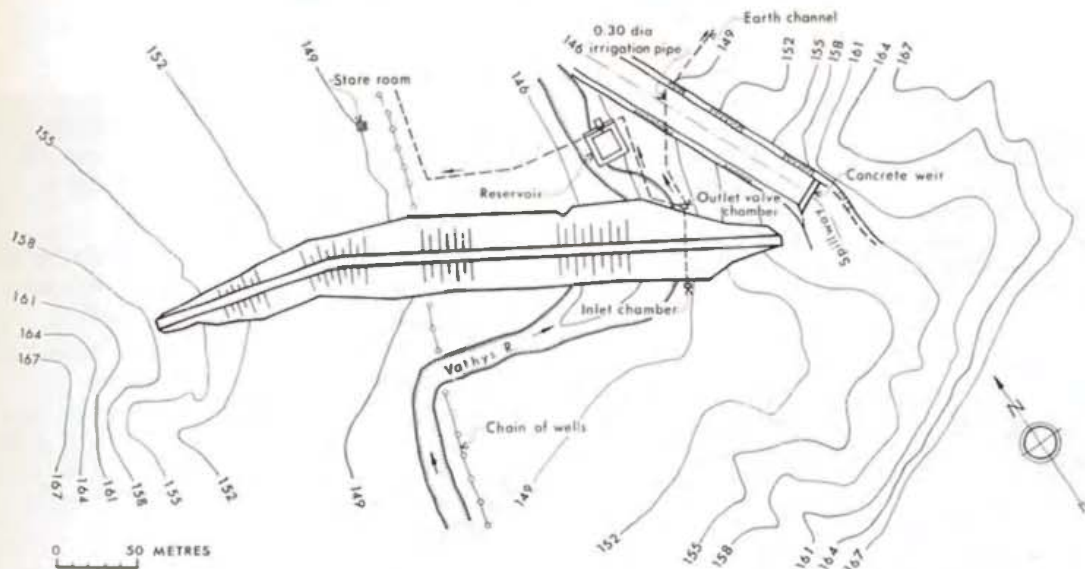 Earth channel
0.30 dia
irrigation pipe
146
149
152
155
158
161
164
167
152
149
Store room
146
155
Reservoir
Concrete weir
Outlet valve
chamber
Spillway
158
161
164
167
Inlet chamber
Vathys R.
Chain of wells
N
167
164
161
158
155
152
149
149
152
155
158
161
164
167
0 50 METRES